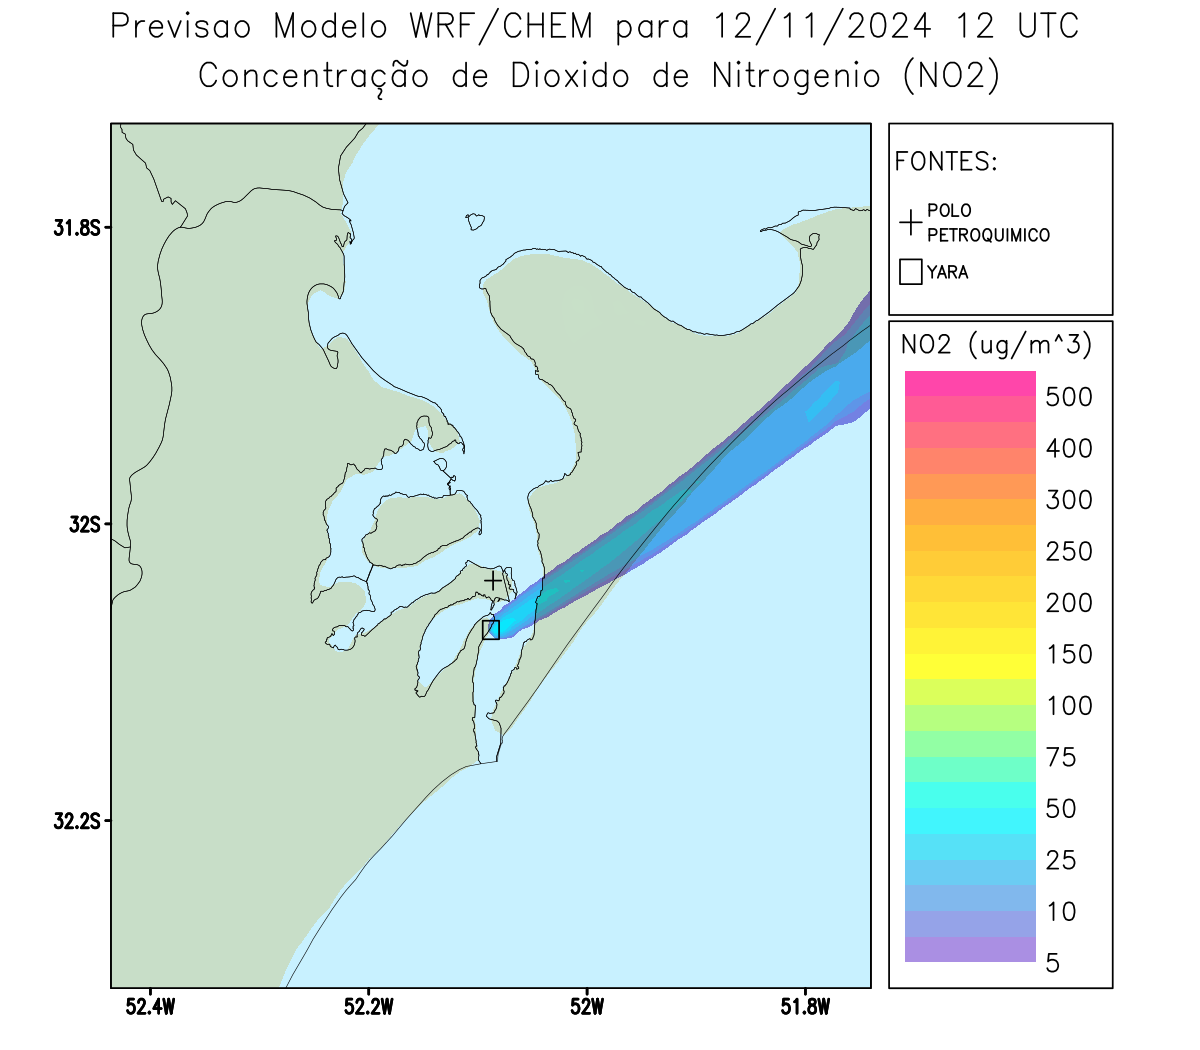 Previsao Modelo WRF/CHEM para 12/11/2024 12 UTC
Concentração de Dioxido de Nitrogenio (NO2)
FONTES:
POLO
PETROQUIMICO
YARA
31.8S
32S
32.2S
52.4W
52.2W
52W
51.8W
NO2 (ug/m^3)
500
400
300
250
200
150
100
75
50
25
10
5